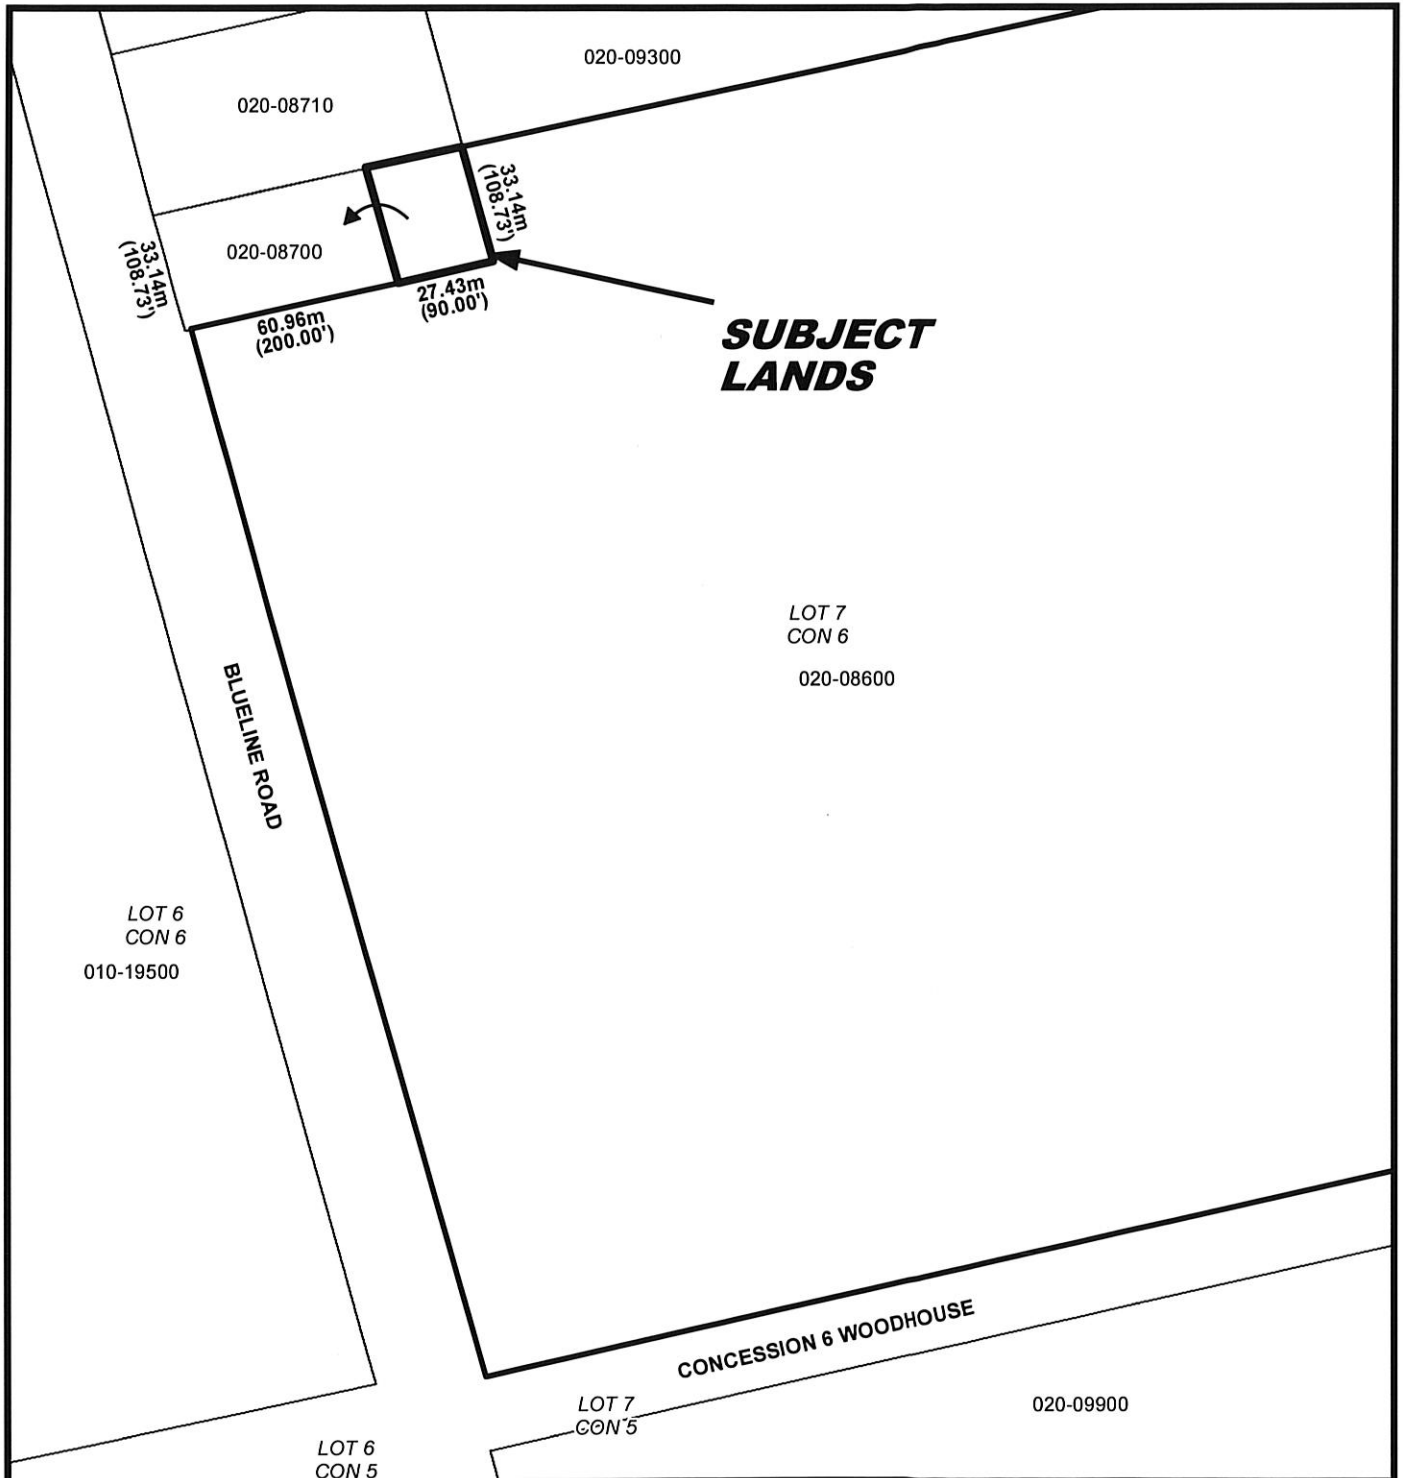 020-09300
020-08710
33.14m
(108.73')
020-08700
33.14m
(108.73')
27.43m
(90.00')
60.96m
(200.00')
SUBJECT
LANDS
LOT 7
CON 6
020-08600
BLUELINE ROAD
LOT 6
CON 6
010-19500
CONCESSION 6 WOODHOUSE
LOT 7
CON 5
020-09900
LOT 6
CON 5